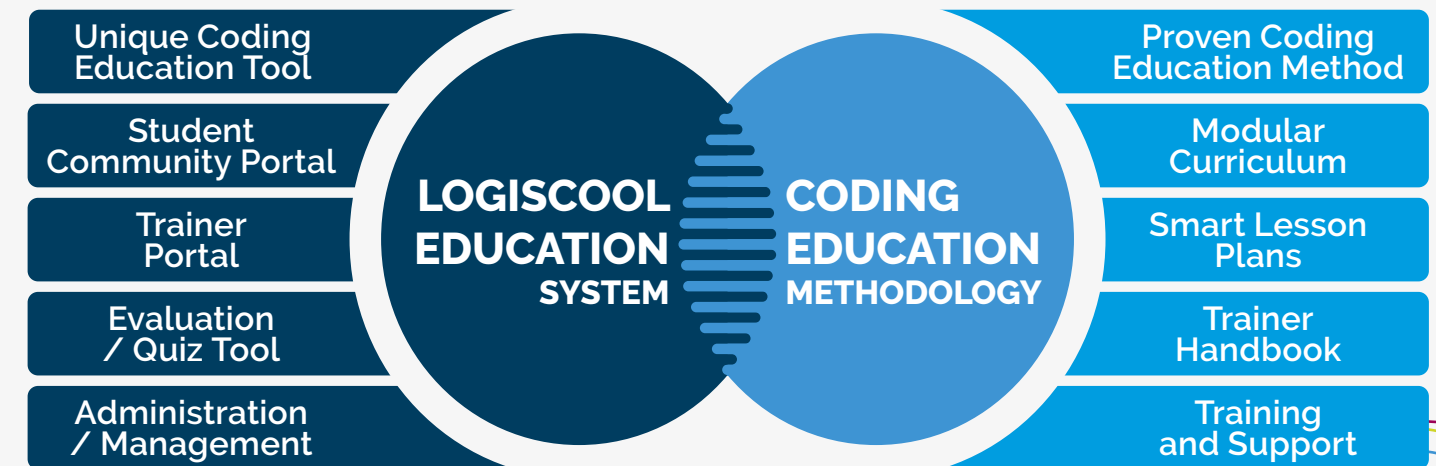 Unique Coding
Education Tool
Student
Community Portal
Trainer
Portal
Evaluation
/ Quiz Tool
Administration
/ Management
LOGISCOOL
EDUCATION
SYSTEM
CODING
EDUCATION
METHODOLOGY
Proven Coding
Education Method
Modular
Curriculum
Smart Lesson
Plans
Trainer
Handbook
Training
and Support